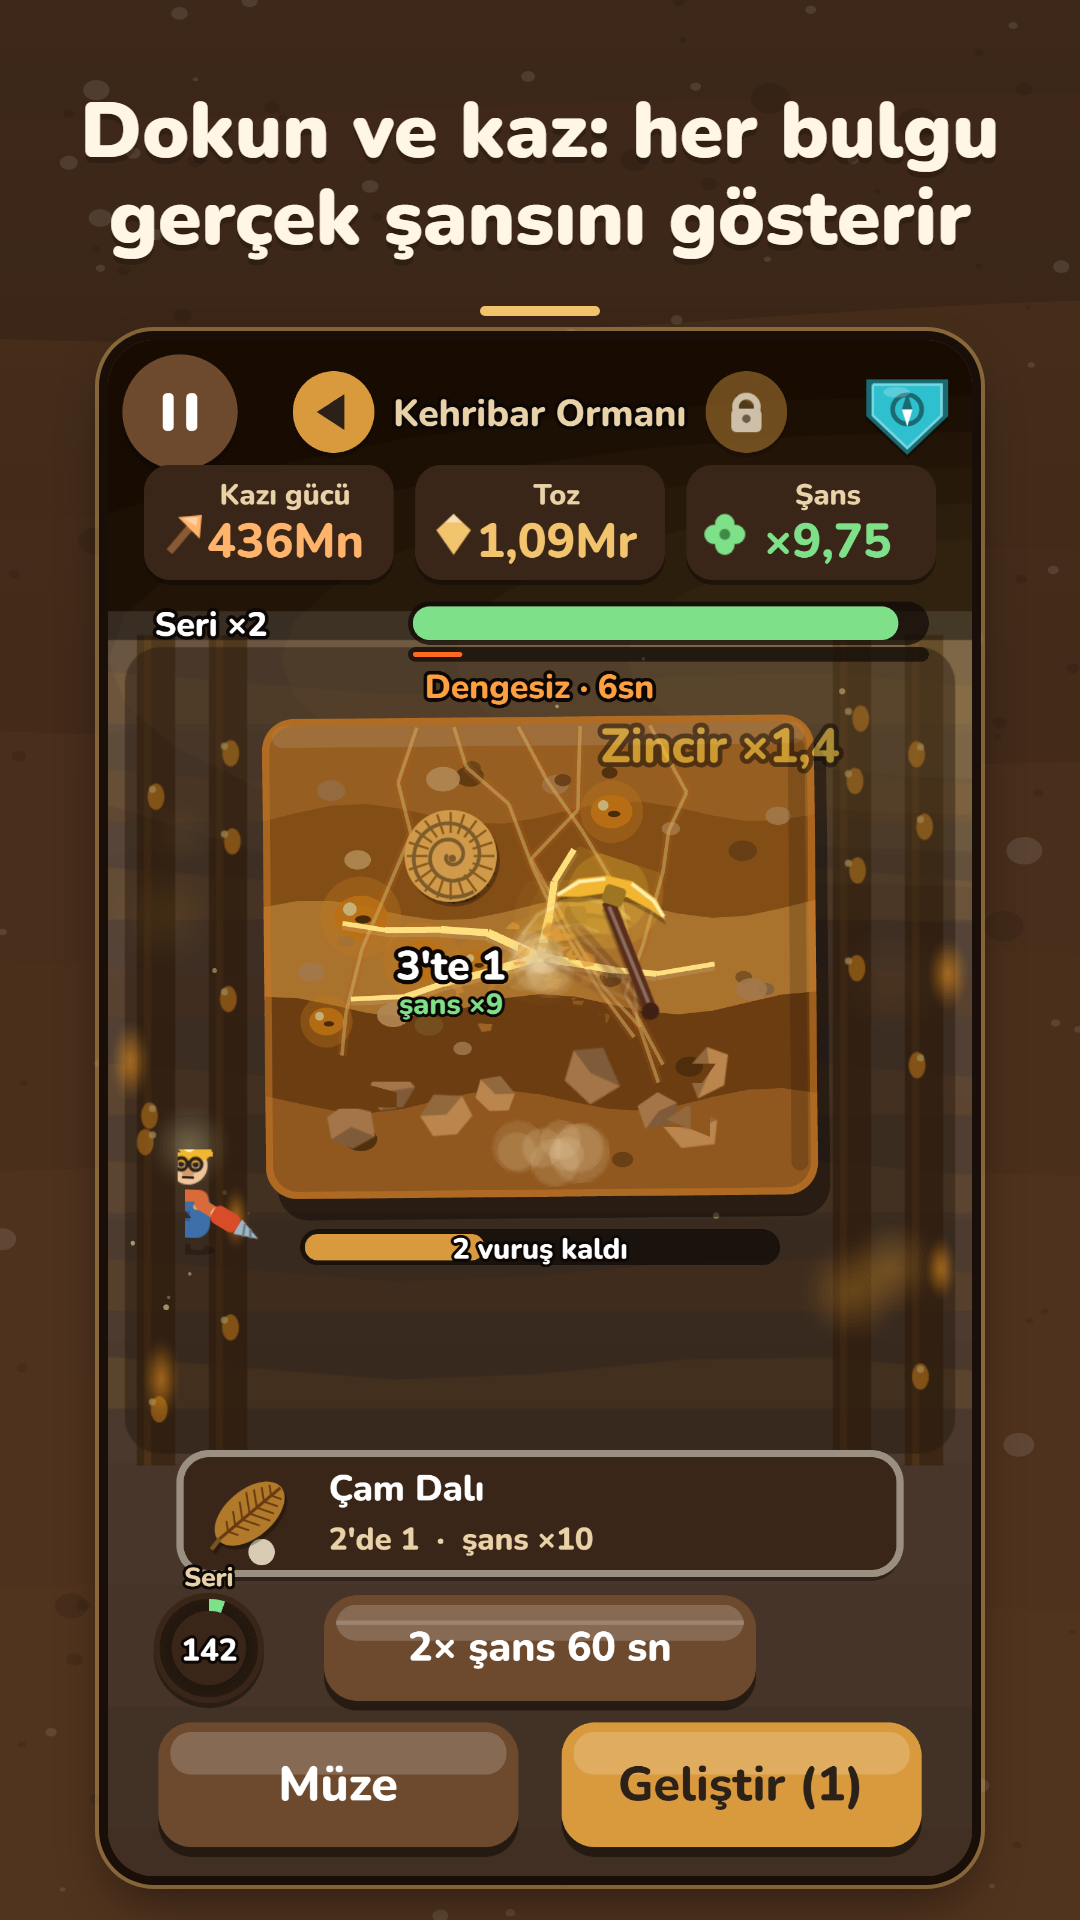 Dokun ve kaz: her bulgu
gerçek şansını gösterir
Kehribar Ormanı
Kazı gücü
436Mn
Toz
1,09Mr
Şans
×9,75
Seri ×2
Dengesiz · 6sn
Zincir ×1,4
3'te 1
şans ×9
2 vuruş kaldı
Çam Dalı
2'de 1 · şans ×10
Seri
142
2× şans 60 sn
Müze
Geliştir (1)